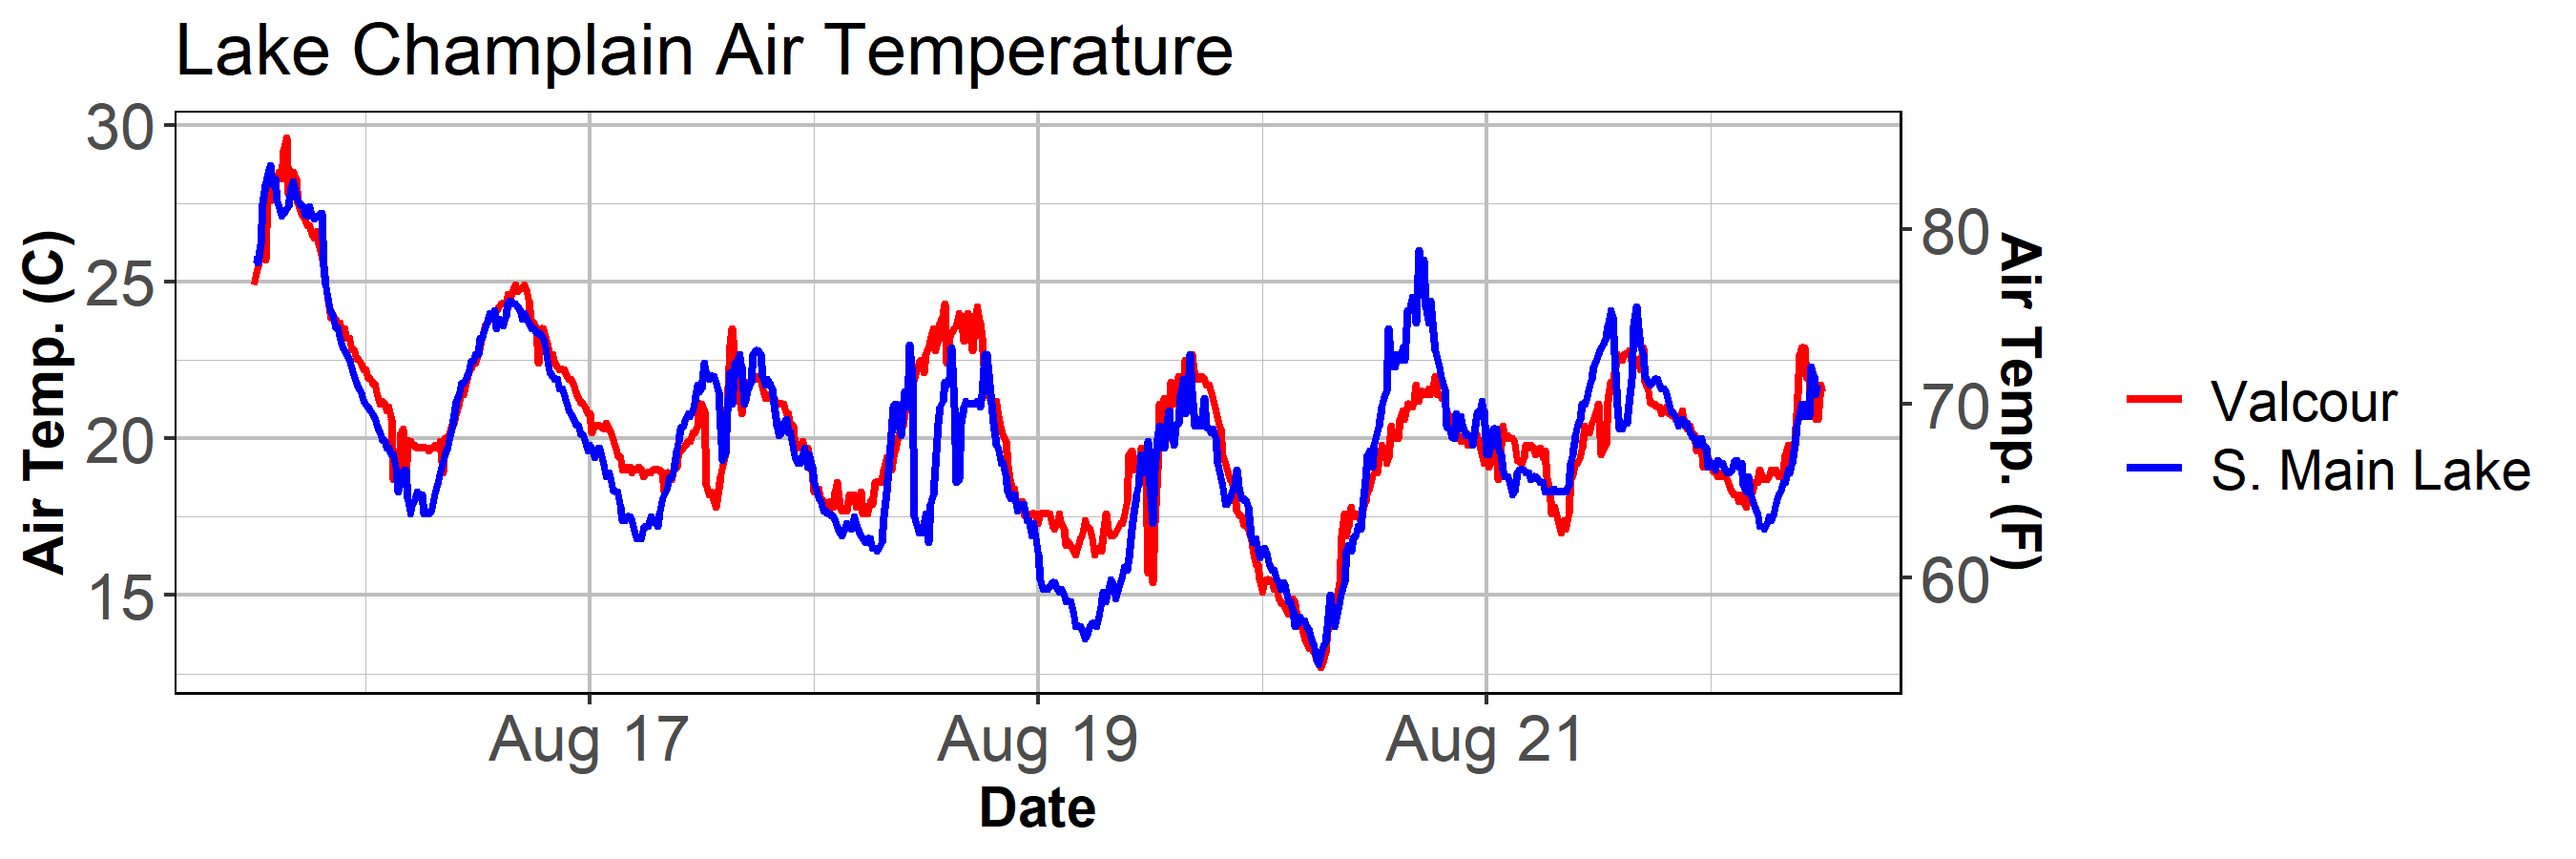 Lake Champlain Air Temperature
30
25
20
15
Air Temp. (C)
80
70
60
Air Temp. (F)
Aug 17
Aug 19
Aug 21
Date
Valcour
S. Main Lake